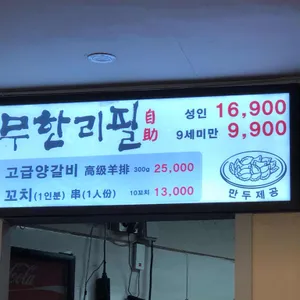 무한리필 自助 성인 16,900
9세미만 9,900
고급양갈비 高级羊排 300g 25,000
꼬치(1인분) 串(1人份) 10꼬치 13,000
만두제공